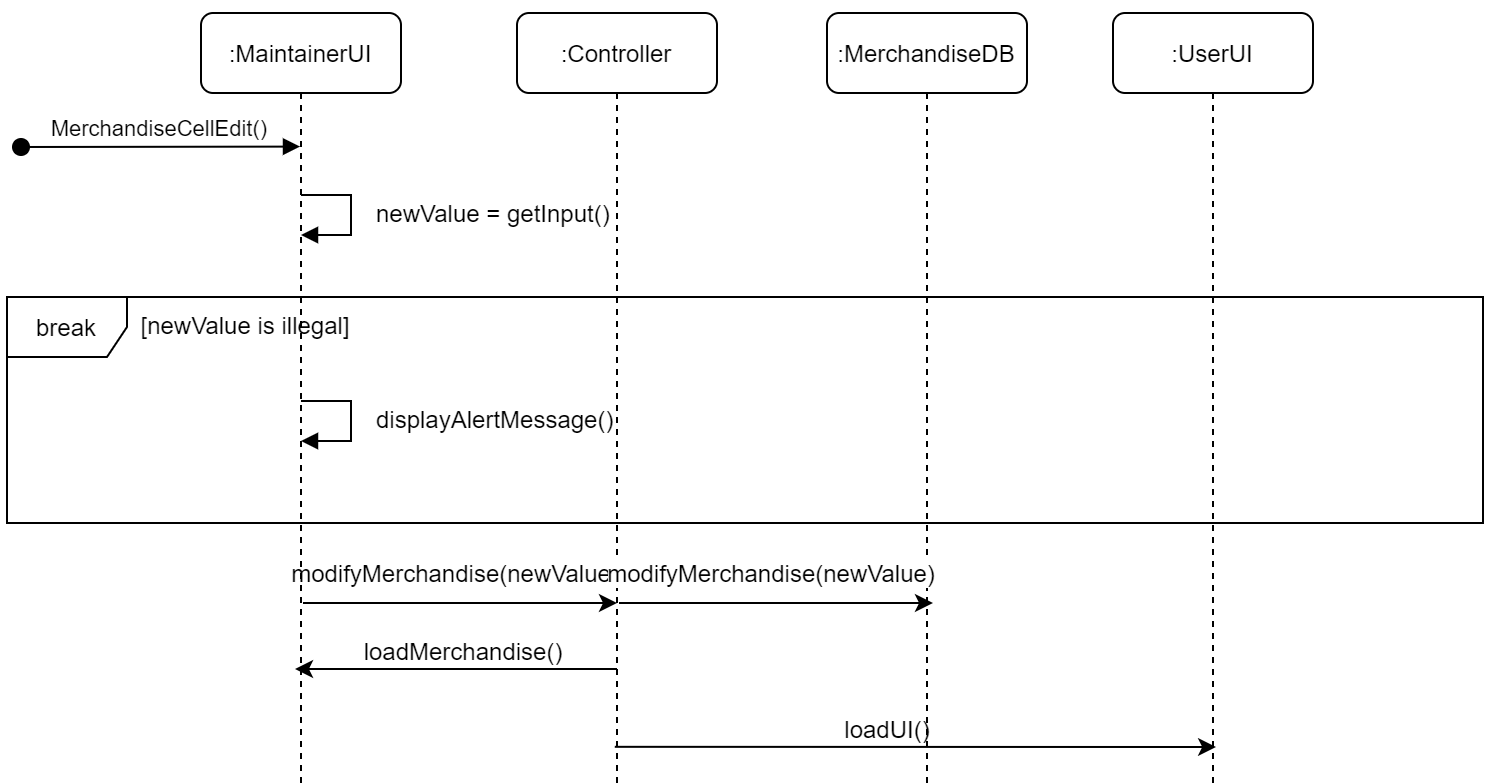 :MaintainerUI
:Controller
:MerchandiseDB
:UserUI
MerchandiseCellEdit()
newValue = getInput()
break
[newValue is illegal]
displayAlertMessage()
modifyMerchandise(newValue
modifyMerchandise(newValue)
loadMerchandise()
loadUI()